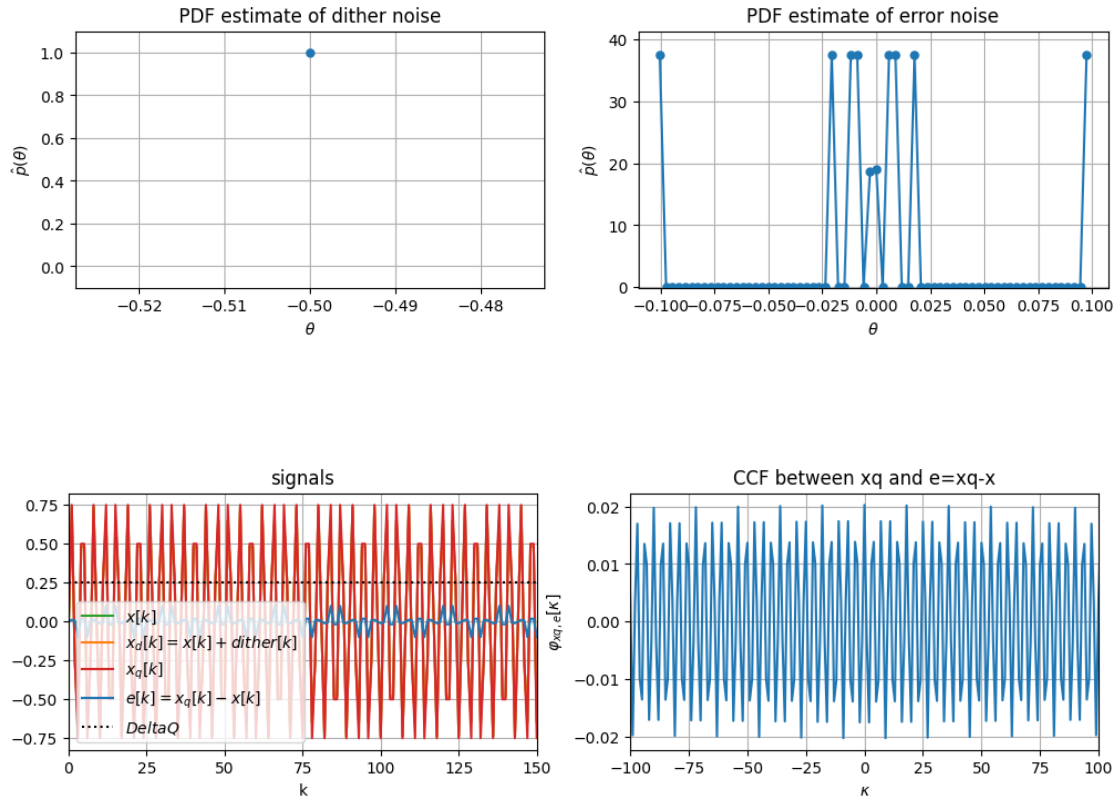 PDF estimate of dither noise
1.0
0.8
0.6
0.4
0.2
0.0
p̂(θ)
−0.52 −0.51 −0.50 −0.49 −0.48
θ
PDF estimate of error noise
40
30
20
10
0
p̂(θ)
−0.100 −0.075 −0.050 −0.025 0.000 0.025 0.050 0.075 0.100
θ
signals
0.75
0.50
0.25
0.00
−0.25
−0.50
−0.75
x[k]
x_d[k] = x[k] + dither[k]
x_q[k]
e[k] = x_q[k] − x[k]
DeltaQ
0 25 50 75 100 125 150
k
CCF between xq and e=xq-x
0.02
0.01
0.00
−0.01
−0.02
φ_{xq,e}[κ]
−100 −75 −50 −25 0 25 50 75 100
κ